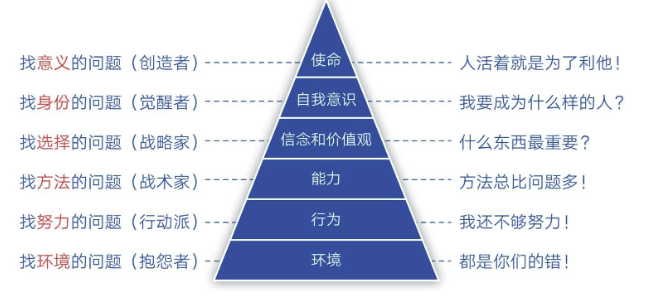 找意义的问题（创造者） 使命 人活着就是为了利他！
找身份的问题（觉醒者） 自我意识 我要成为什么样的人？
找选择的问题（战略家） 信念和价值观 什么东西最重要？
找方法的问题（战术家） 能力 方法总比问题多！
找努力的问题（行动派） 行为 我还不够努力！
找环境的问题（抱怨者） 环境 都是你们的错！